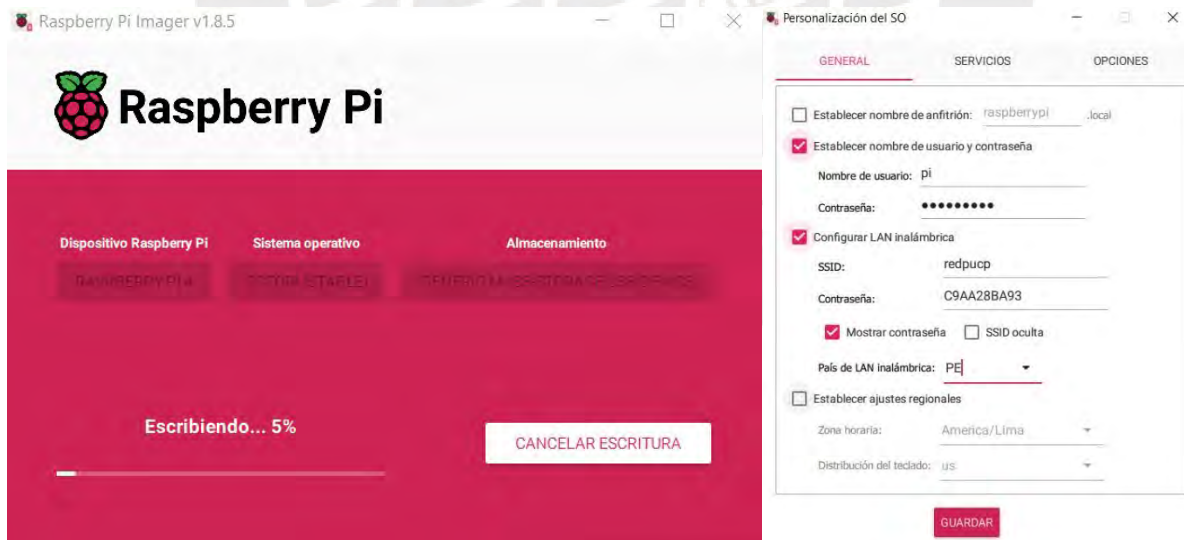 Raspberry Pi Imager v1.8.5
Raspberry Pi
Dispositivo Raspberry Pi
Sistema operativo
Almacenamiento
RASPBERRY PI 4
Escribiendo... 5%
CANCELAR ESCRITURA
Personalización del SO
GENERAL
SERVICIOS
OPCIONES
Establecer nombre de anfitrión: raspberrypi .local
Establecer nombre de usuario y contraseña
Nombre de usuario: pi
Contraseña: •••••••••
Configurar LAN inalámbrica
SSID: redpucp
Contraseña: C9AA28BA93
Mostrar contraseña SSID oculta
País de LAN inalámbrica: PE
Establecer ajustes regionales
Zona horaria: America/Lima
Distribución del teclado: us
GUARDAR